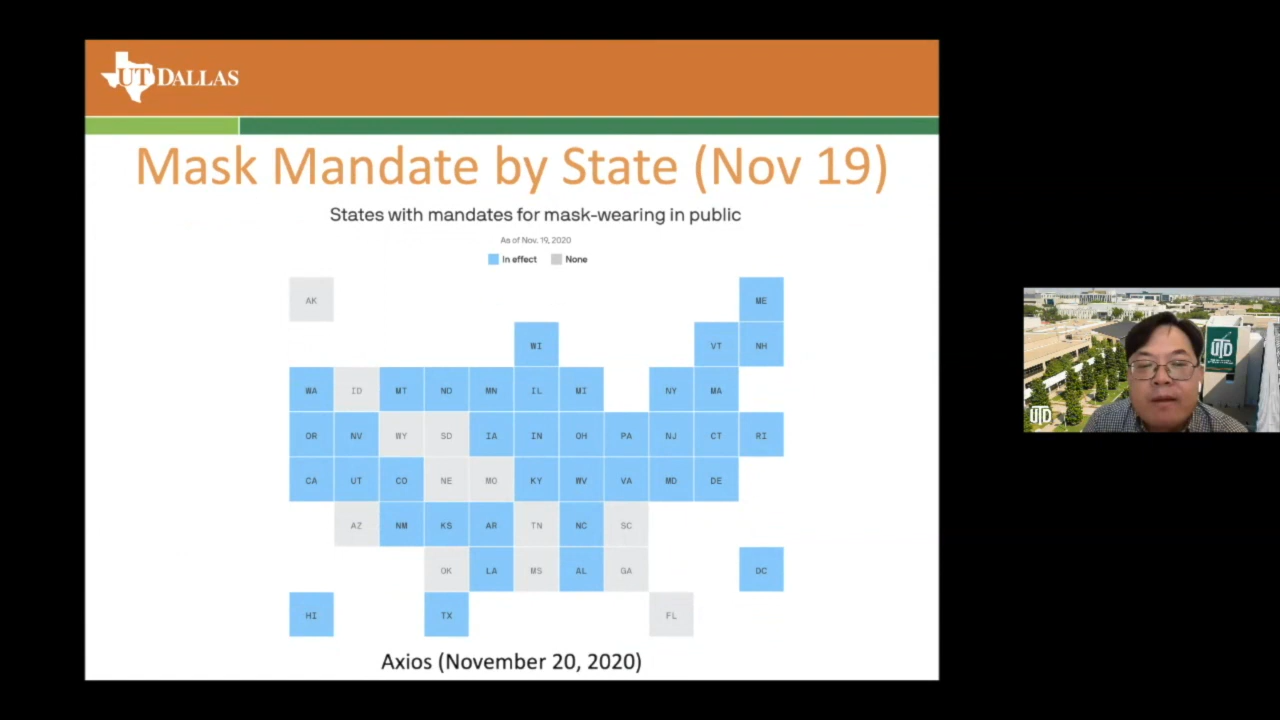 UT DALLAS
Mask Mandate by State (Nov 19)
States with mandates for mask-wearing in public
As of Nov. 19, 2020
In effect None
AK ME
WI VT NH
WA ID MT ND MN IL MI NY MA
OR NV WY SD IA IN OH PA NJ CT RI
CA UT CO NE MO KY WV VA MD DE
AZ NM KS AR TN NC SC
OK LA MS AL GA DC
HI TX FL
Axios (November 20, 2020)
UTD
UTD